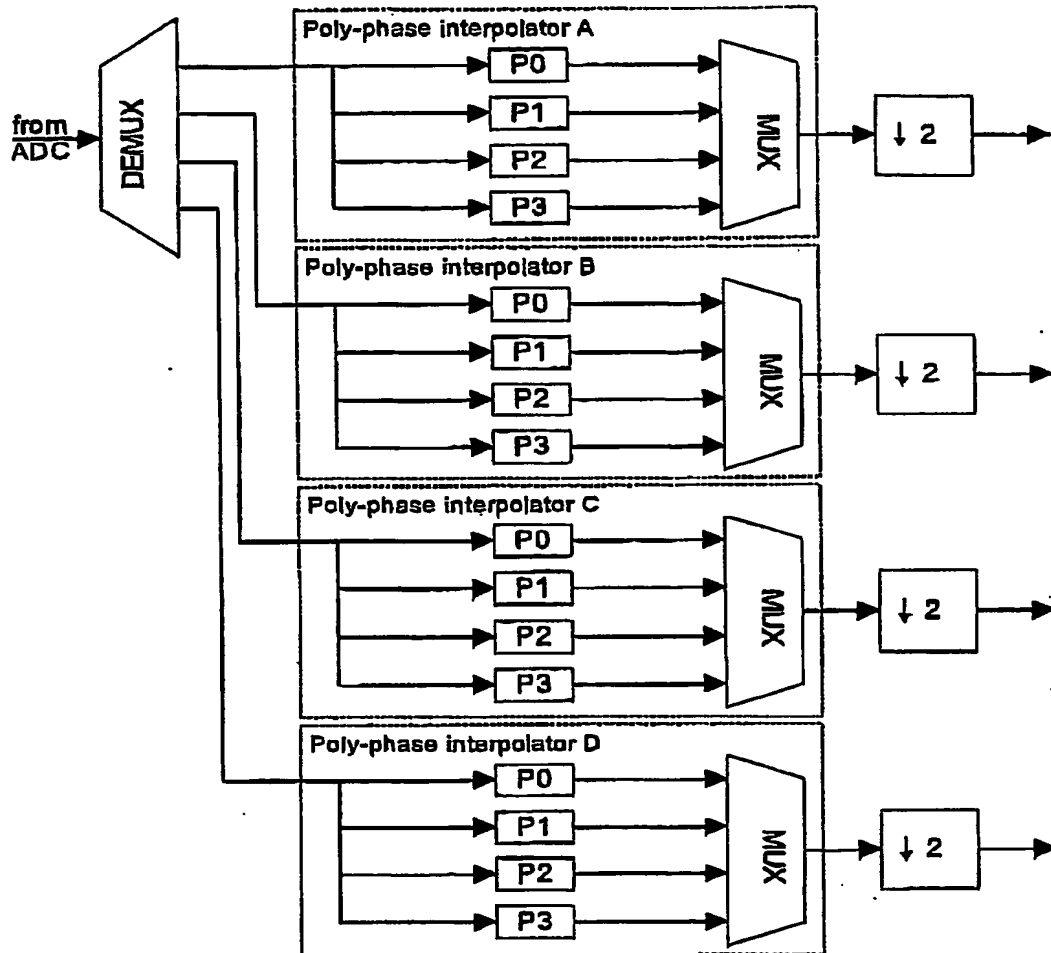 from
ADC
DEMUX
Poly-phase interpolator A
P0
P1
P2
P3
MUX
↓ 2
Poly-phase interpolator B
P0
P1
P2
P3
MUX
↓ 2
Poly-phase interpolator C
P0
P1
P2
P3
MUX
↓ 2
Poly-phase interpolator D
P0
P1
P2
P3
MUX
↓ 2